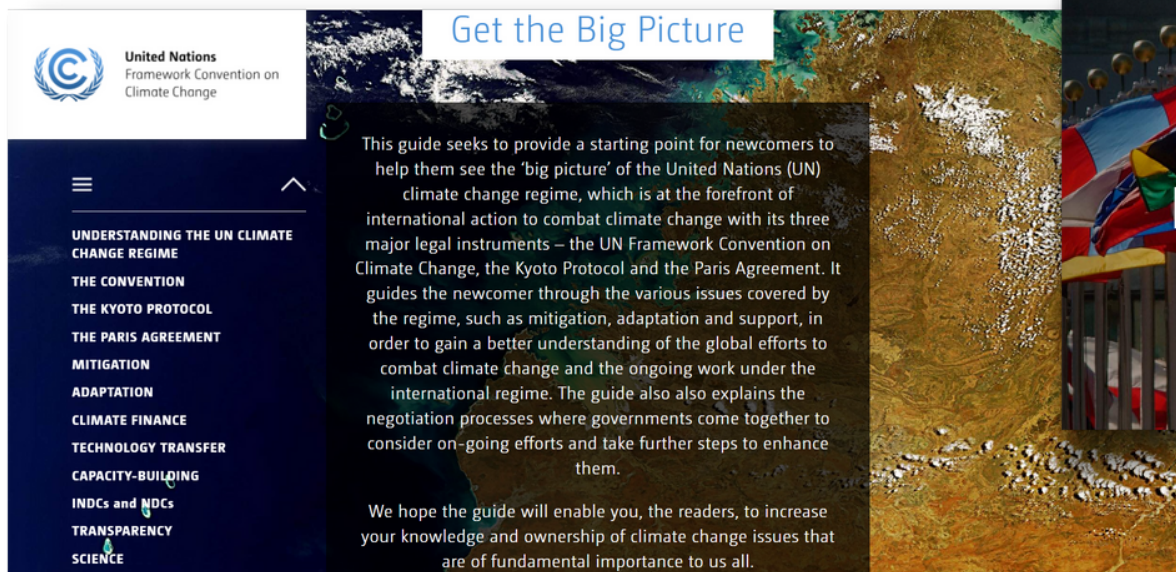 Get the Big Picture
United Nations
Framework Convention on
Climate Change
UNDERSTANDING THE UN CLIMATE
CHANGE REGIME
THE CONVENTION
THE KYOTO PROTOCOL
THE PARIS AGREEMENT
MITIGATION
ADAPTATION
CLIMATE FINANCE
TECHNOLOGY TRANSFER
CAPACITY-BUILDING
INDCs and NDCs
TRANSPARENCY
SCIENCE
This guide seeks to provide a starting point for newcomers to
help them see the ‘big picture’ of the United Nations (UN)
climate change regime, which is at the forefront of
international action to combat climate change with its three
major legal instruments – the UN Framework Convention on
Climate Change, the Kyoto Protocol and the Paris Agreement. It
guides the newcomer through the various issues covered by
the regime, such as mitigation, adaptation and support, in
order to gain a better understanding of the global efforts to
combat climate change and the ongoing work under the
international regime. The guide also also explains the
negotiation processes where governments come together to
consider on-going efforts and take further steps to enhance
them.
We hope the guide will enable you, the readers, to increase
your knowledge and ownership of climate change issues that
are of fundamental importance to us all.